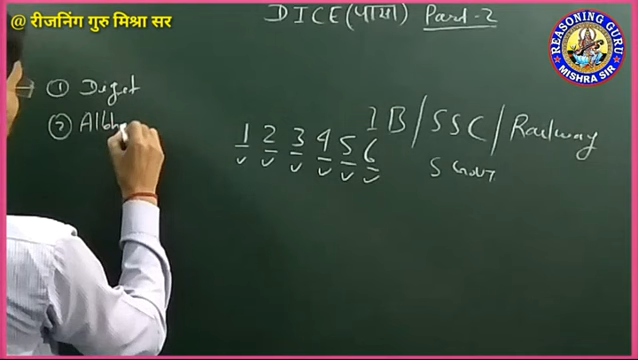 @ रीजनिंग गुरु मिश्रा सर
DICE (पासा) Part-2
REASONING GURU
MISHRA SIR
① Digit
② Albh
1 2 3 4 5 6
IB/SSC/Railway